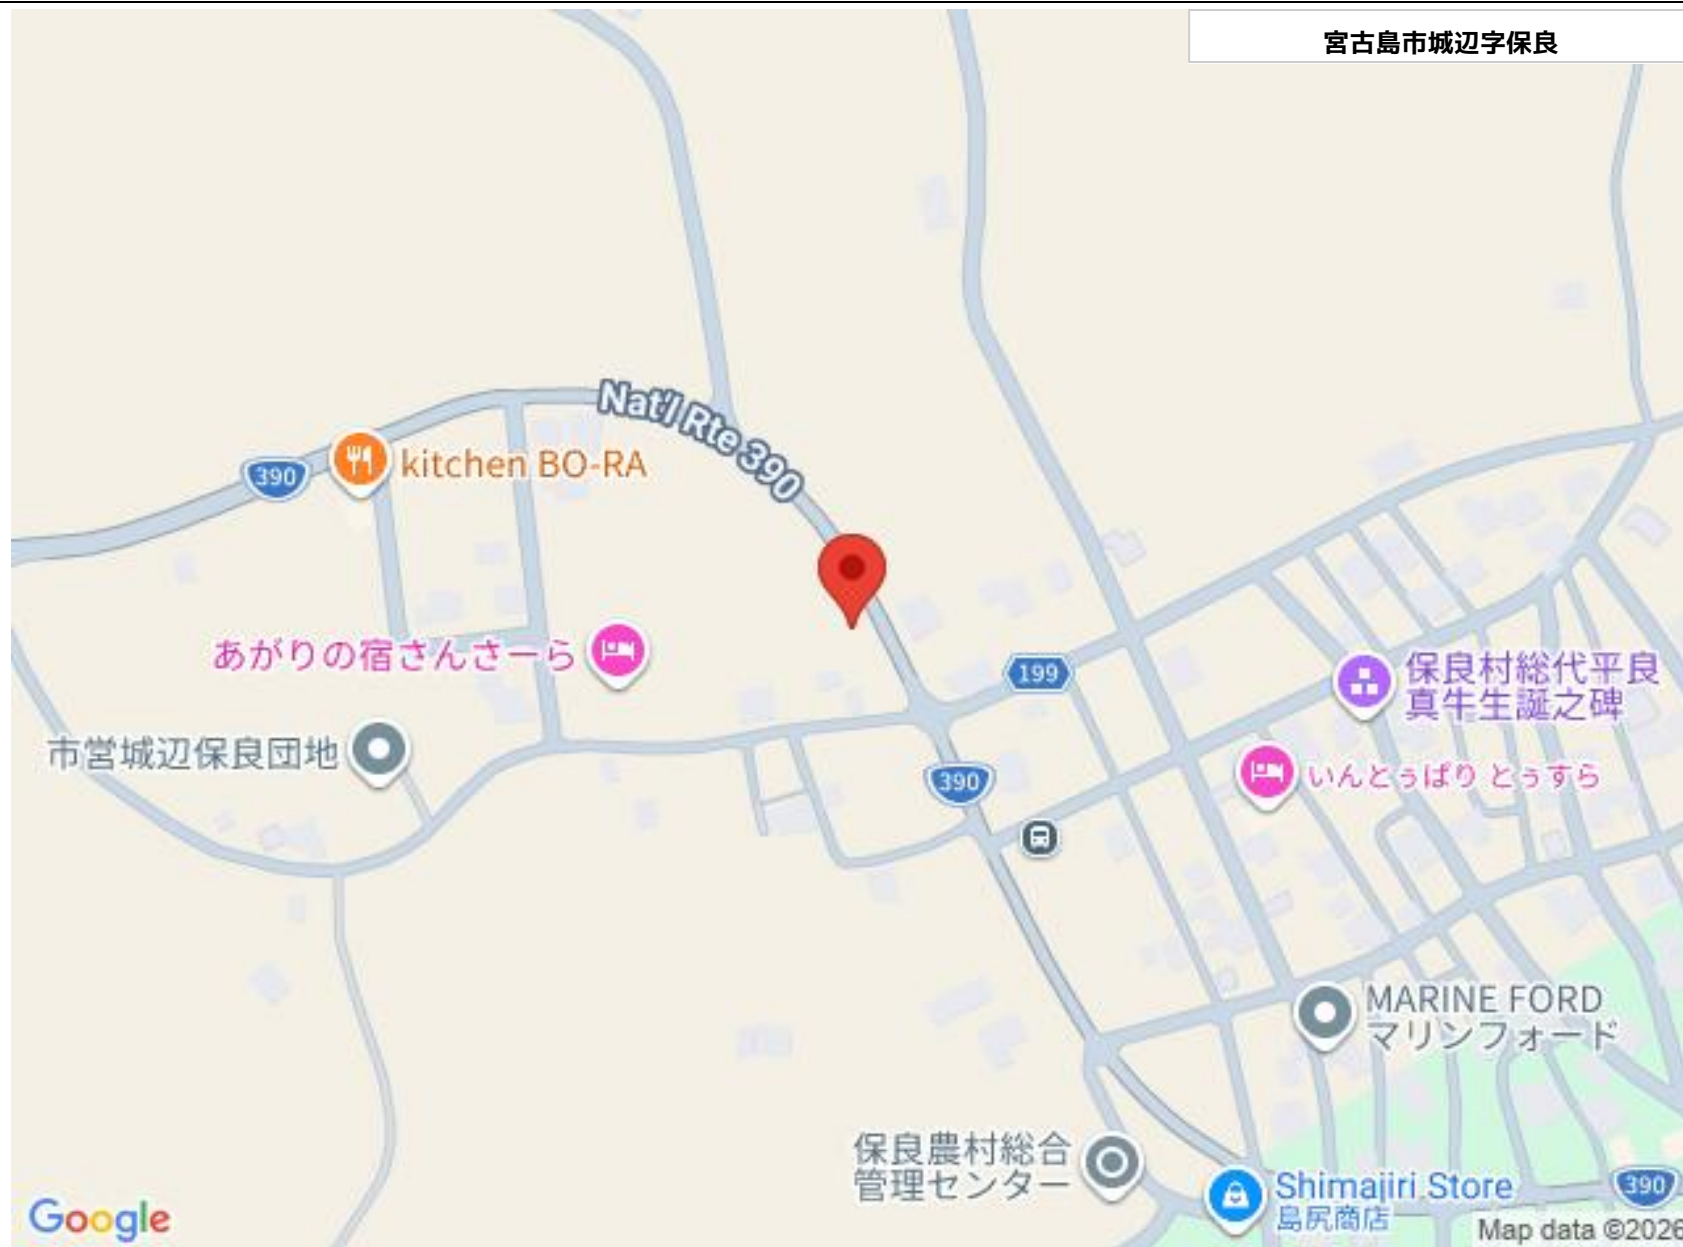 宮古島市城辺字保良
Nat'l Rte 390
390
kitchen BO-RA
あがりの宿さんさーら
199
保良村総代平良
真牛生誕之碑
市営城辺保良団地
390
いんとぅぱり とぅすら
MARINE FORD
マリンフォード
保良農村総合
管理センター
Shimajiri Store
島尻商店
390
Google
Map data ©2026